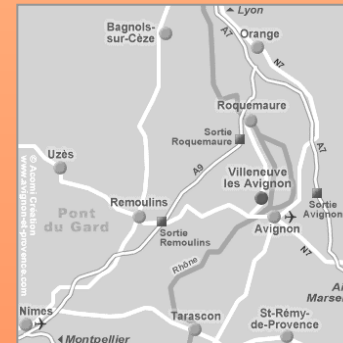 Lyon
Bagnols-
sur-Cèze
A7
Orange
N7
Roquemaure
Sortie
Roquemaure
A7
Uzès
A9
Villeneuve
les Avignon
© Acomi Création
www.avignon-et-provence.com
Remoulins
Sortie
Avignon
Pont
du Gard
Sortie
Remoulins
Avignon
N7
Rhône
Marse
Nîmes
Tarascon
St-Rémy-
de-Provence
Montpellier